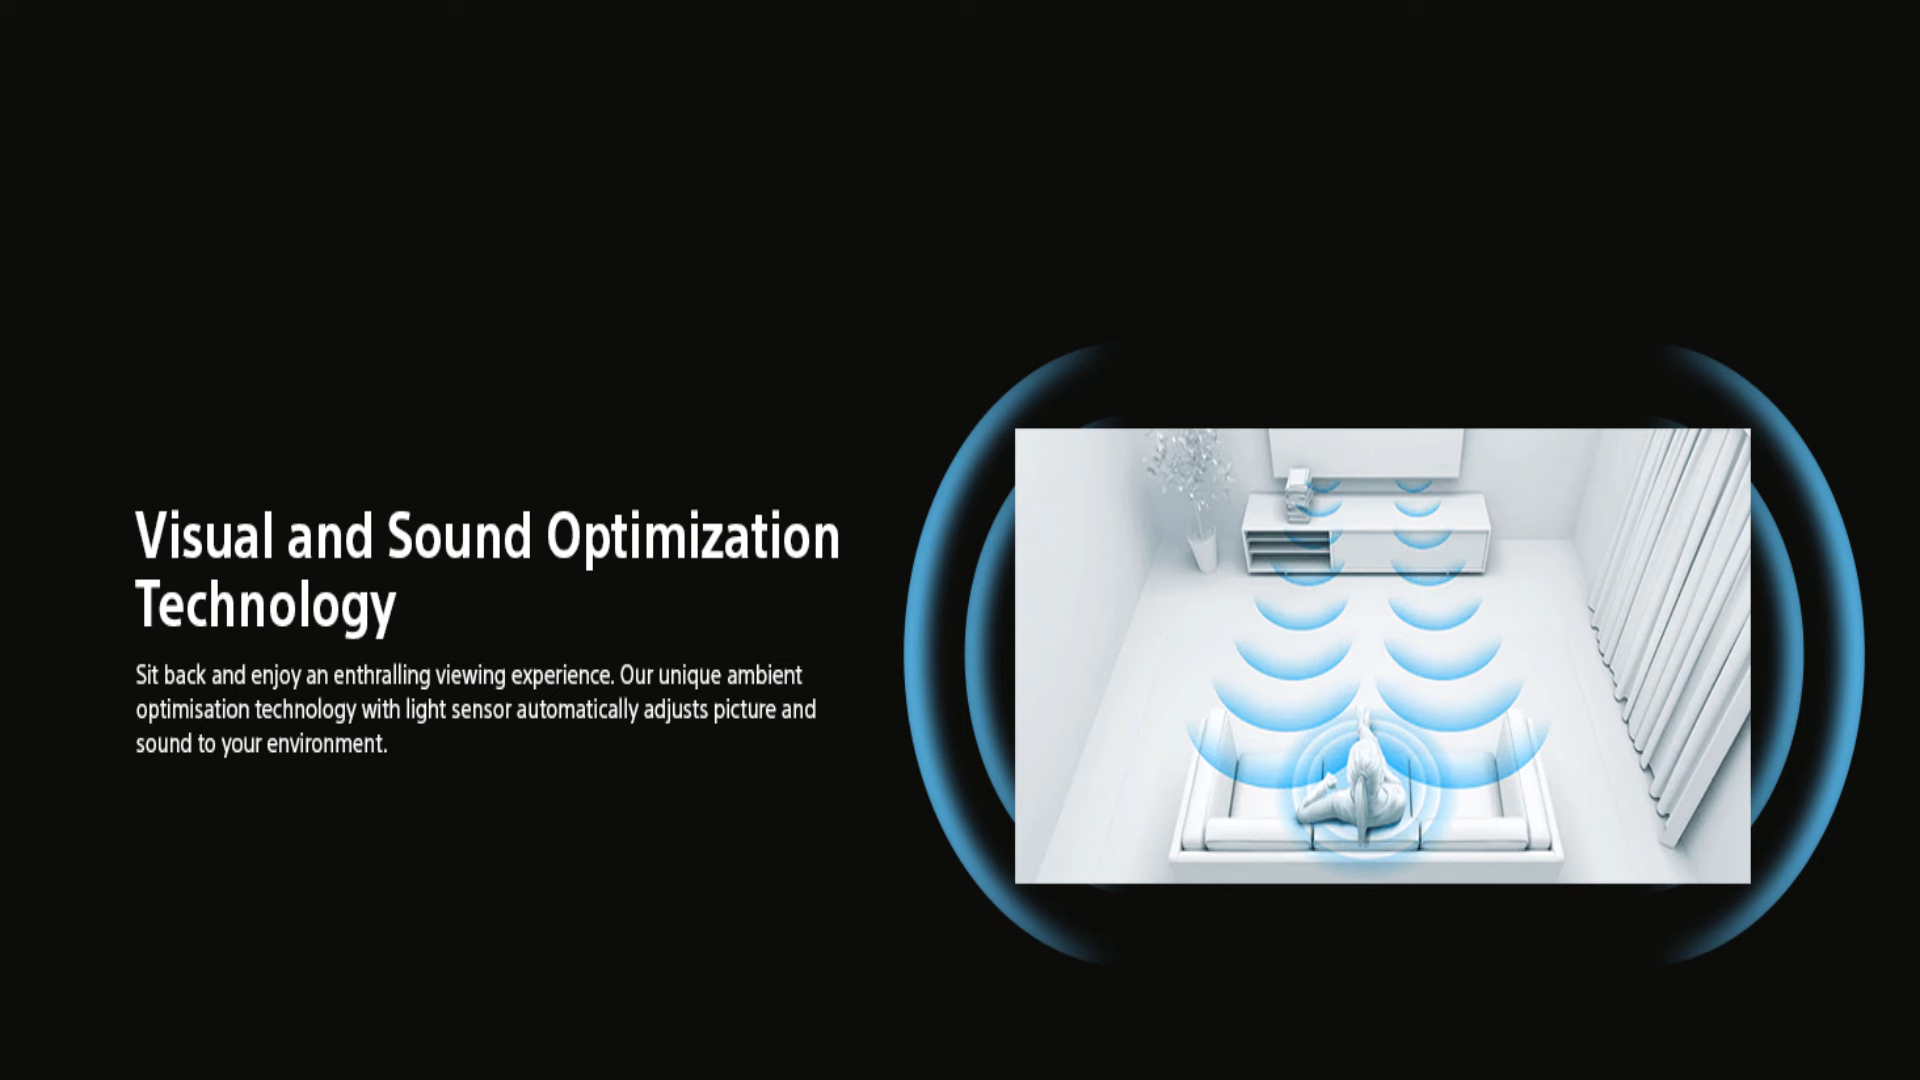 Visual and Sound Optimization
Technology
Sit back and enjoy an enthralling viewing experience. Our unique ambient
optimisation technology with light sensor automatically adjusts picture and
sound to your environment.